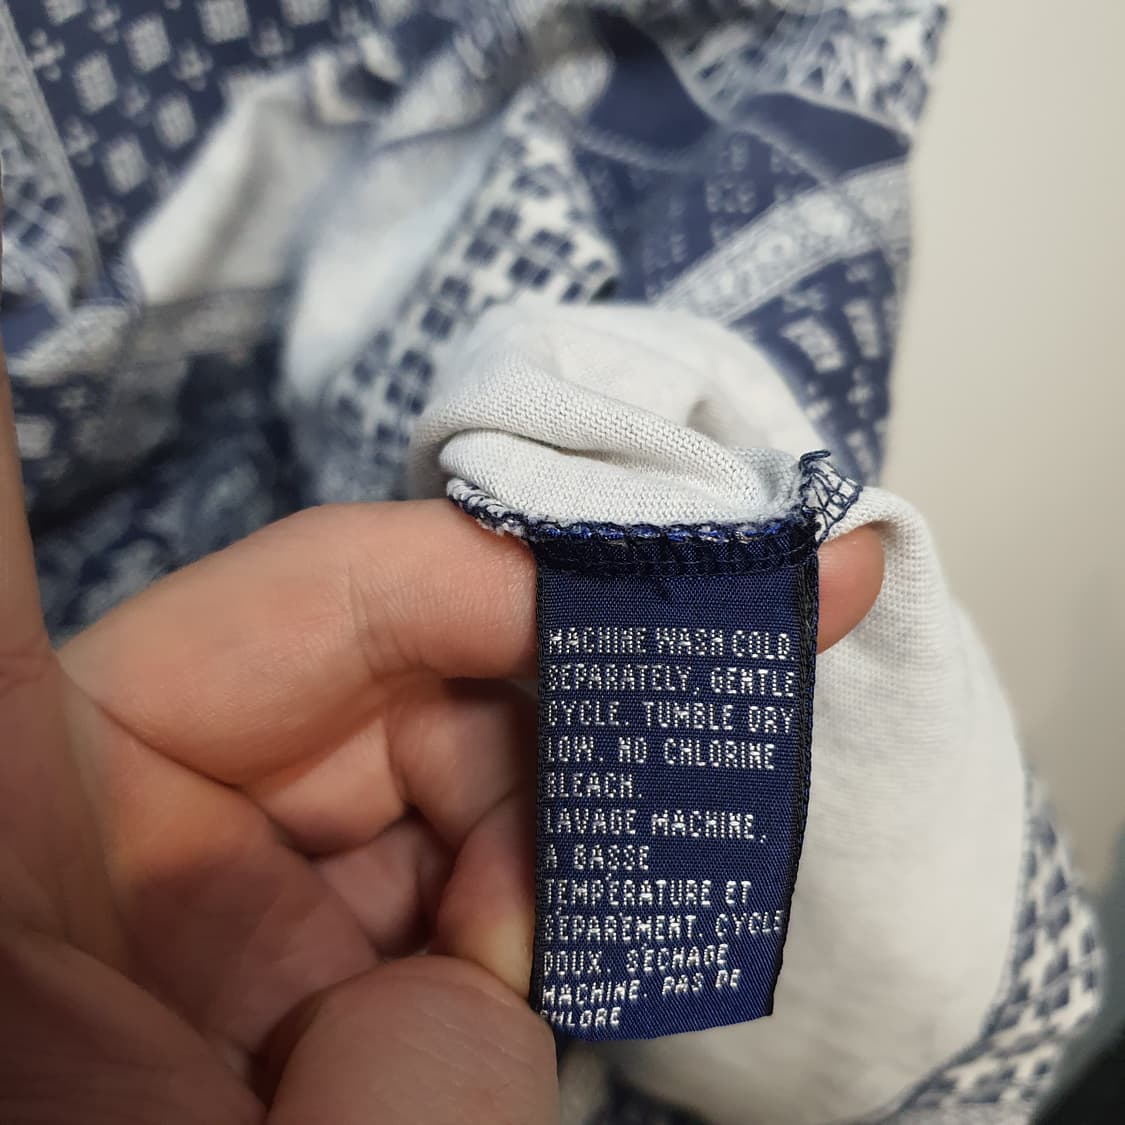 MACHINE WASH COLD
SEPARATELY, GENTLE
CYCLE. TUMBLE DRY
LOW. NO CHLORINE
BLEACH.
LAVAGE MACHINE,
A BASSE
TEMPÉRATURE ET
SÉPAREMENT. CYCLE
DOUX. SÉCHAGE
MACHINE. PAS DE
CHLORE